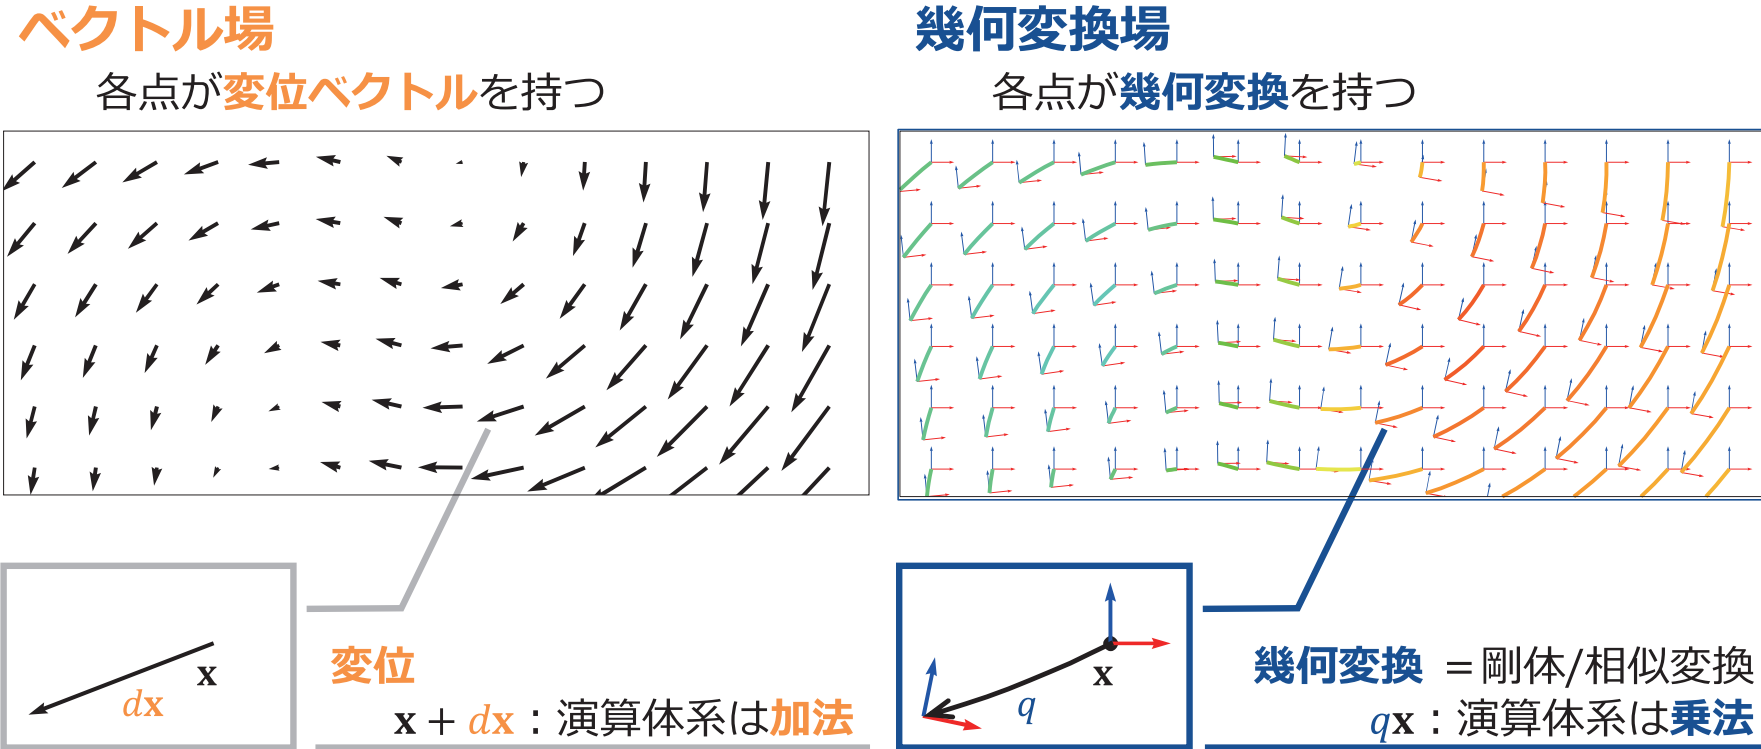 ベクトル場
各点が変位ベクトルを持つ
x
dx
変位
x + dx : 演算体系は加法
幾何変換場
各点が幾何変換を持つ
x
q
幾何変換 = 剛体/相似変換
qx : 演算体系は乗法